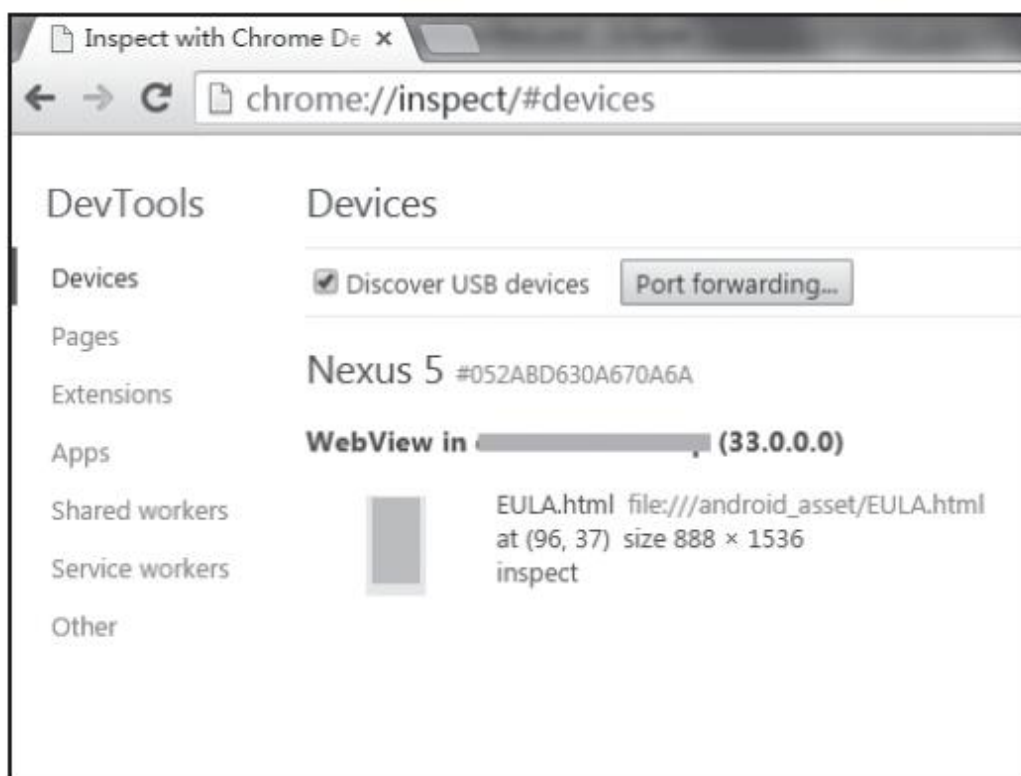 Inspect with Chrome De
chrome://inspect/#devices
DevTools
Devices
Devices
Discover USB devices Port forwarding...
Pages
Nexus 5 #052ABD630A670A6A
Extensions
WebView in (33.0.0.0)
Apps
Shared workers
EULA.html file:///android_asset/EULA.html
at (96, 37) size 888 × 1536
inspect
Service workers
Other